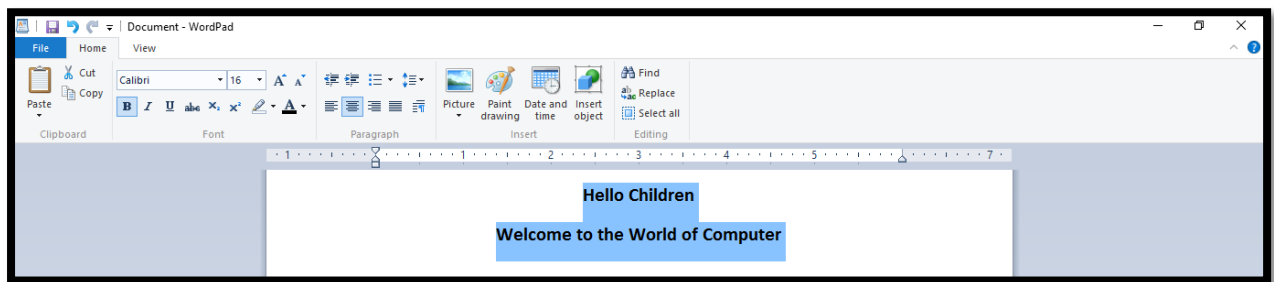 Document - WordPad
File Home View
Cut
Copy
Paste
Clipboard
Calibri 16 A A
B I U abc X₂ X² A
Font
Paragraph
Picture Paint drawing Date and time Insert object
Insert
Find
Replace
Select all
Editing
1 1 2 3 4 5 7
Hello Children
Welcome to the World of Computer